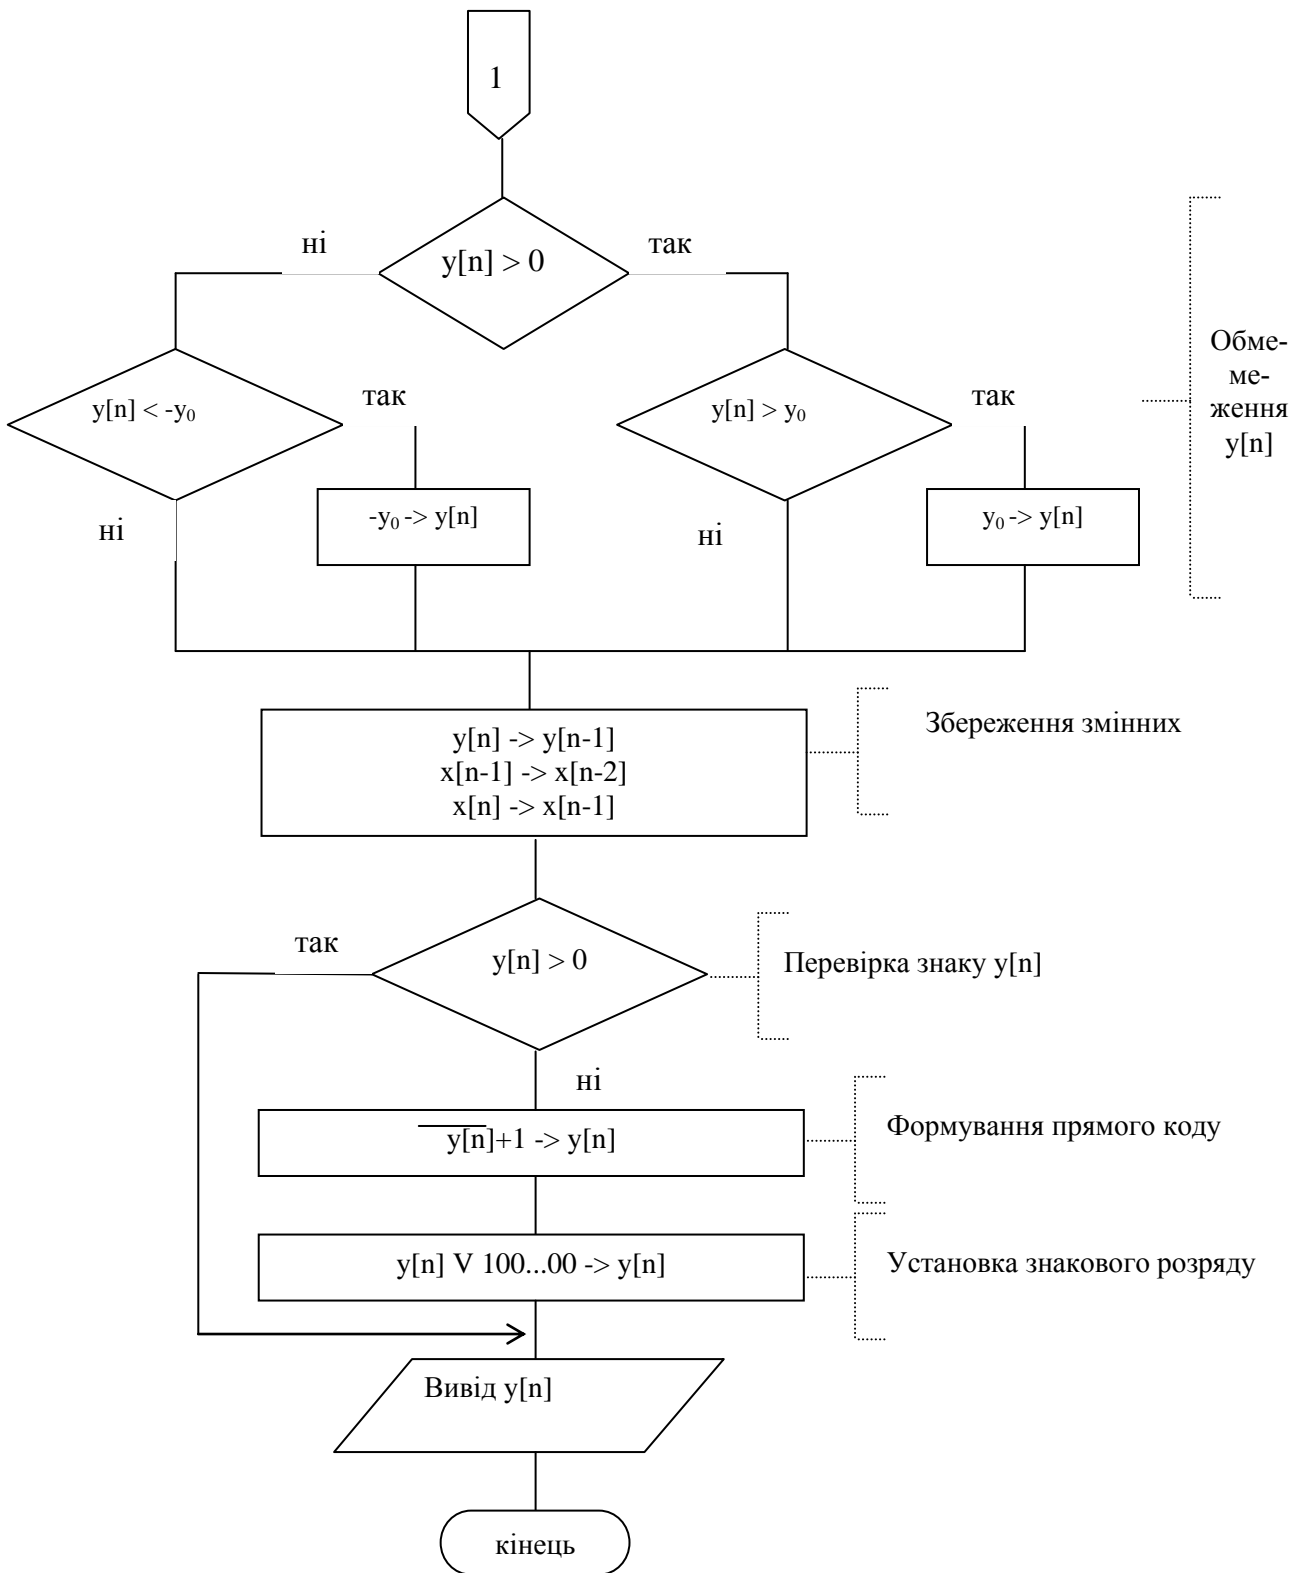 1
ні
так
y[n] > 0
y[n] < -y₀
так
y[n] > y₀
так
Обме-
ме-
ження
y[n]
ні
-y₀ -> y[n]
ні
y₀ -> y[n]
y[n] -> y[n-1]
x[n-1] -> x[n-2]
x[n] -> x[n-1]
Збереження змінних
так
y[n] > 0
Перевірка знаку y[n]
ні
y[n]+1 -> y[n]
Формування прямого коду
y[n] V 100...00 -> y[n]
Установка знакового розряду
Вивід y[n]
кінець